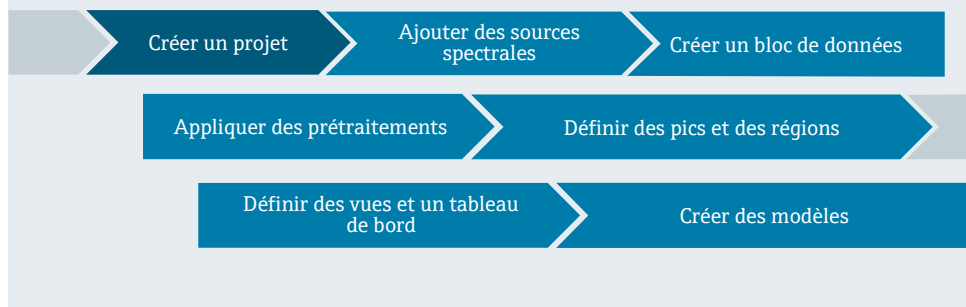 Créer un projet
Ajouter des sources
spectrales
Créer un bloc de données
Appliquer des prétraitements
Définir des pics et des régions
Définir des vues et un tableau
de bord
Créer des modèles